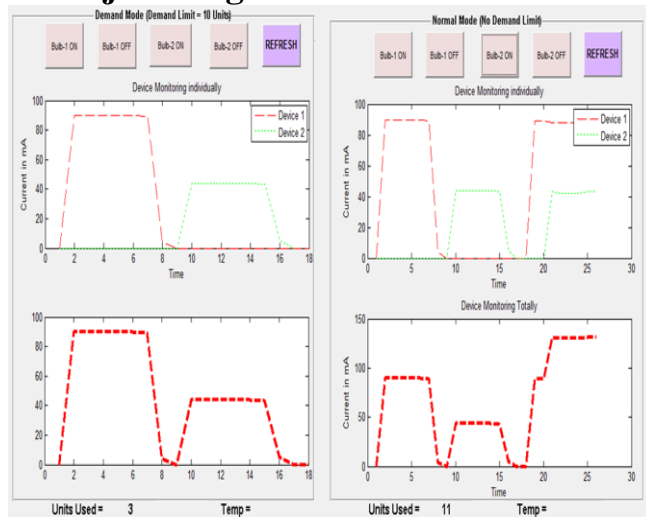 Demand Mode (Demand Limit = 10 Units)
Bulb-1 ON
Bulb-1 OFF
Bulb-2 ON
Bulb-2 OFF
REFRESH
Device Monitoring individually
Device 1
Device 2
Current in mA
100
80
60
40
20
0
0 2 4 6 8 10 12 14 16 18
Time
100
80
60
40
20
0
0 2 4 6 8 10 12 14 16 18
Units Used = 3 Temp =
Normal Mode (No Demand Limit)
Bulb-1 ON
Bulb-1 OFF
Bulb-2 ON
Bulb-2 OFF
REFRESH
Device Monitoring individually
Device 1
Device 2
Current in mA
100
80
60
40
20
0
0 5 10 15 20 25 30
Time
Device Monitoring Totally
Current in mA
150
100
50
0
0 5 10 15 20 25 30
Time
Units Used = 11 Temp =